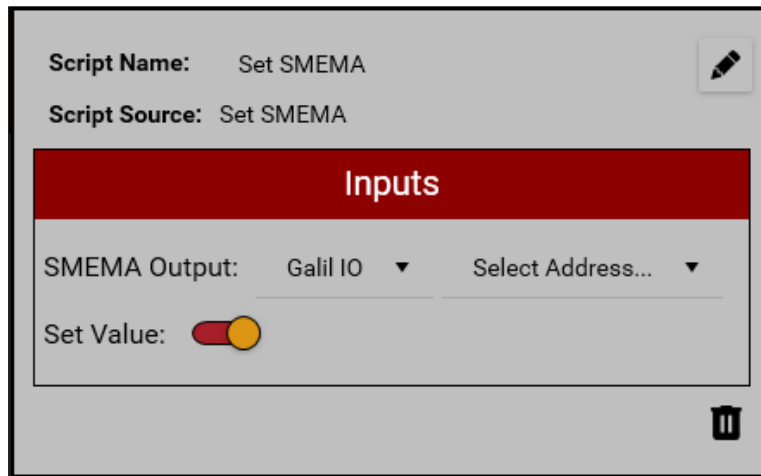 Script Name: Set SMEMA
Script Source: Set SMEMA
Inputs
SMEMA Output: Galil IO Select Address...
Set Value: